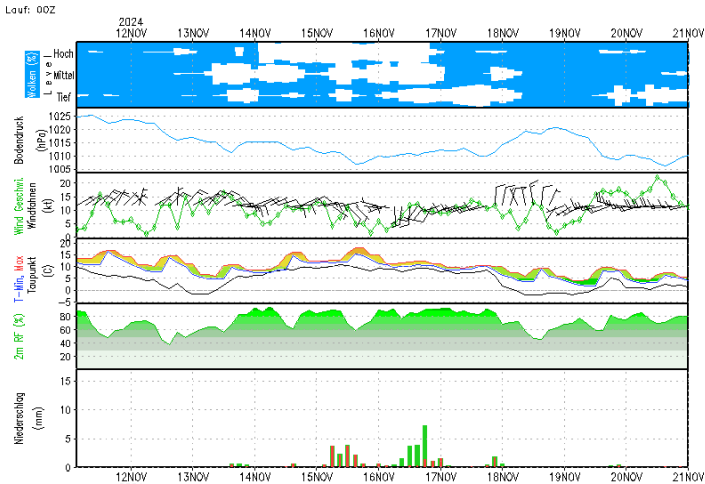 Lauf: 00Z
2024
12NOV 13NOV 14NOV 15NOV 16NOV 17NOV 18NOV 19NOV 20NOV 21NOV
Wolken (%)
Level
Hoch
Mittel
Tief
Bodendruck
(hPa)
1025
1020
1015
1010
1005
Wind Geschwi.
Windfahnen
(kt)
20
15
10
5
0
T-Min, Max
Taupunkt
(C)
20
15
10
5
0
-5
2m RF (%)
80
60
40
20
Niederschlag
(mm)
15
10
5
0
12NOV 13NOV 14NOV 15NOV 16NOV 17NOV 18NOV 19NOV 20NOV 21NOV